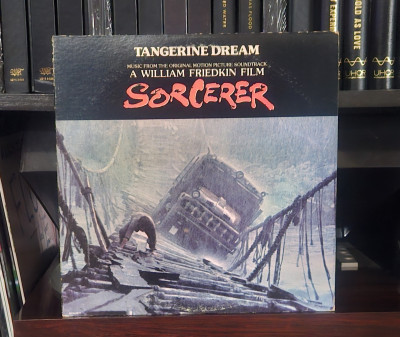 TANGERINE DREAM
MUSIC FROM THE ORIGINAL MOTION PICTURE SOUNDTRACK
A WILLIAM FRIEDKIN FILM
SORCERER